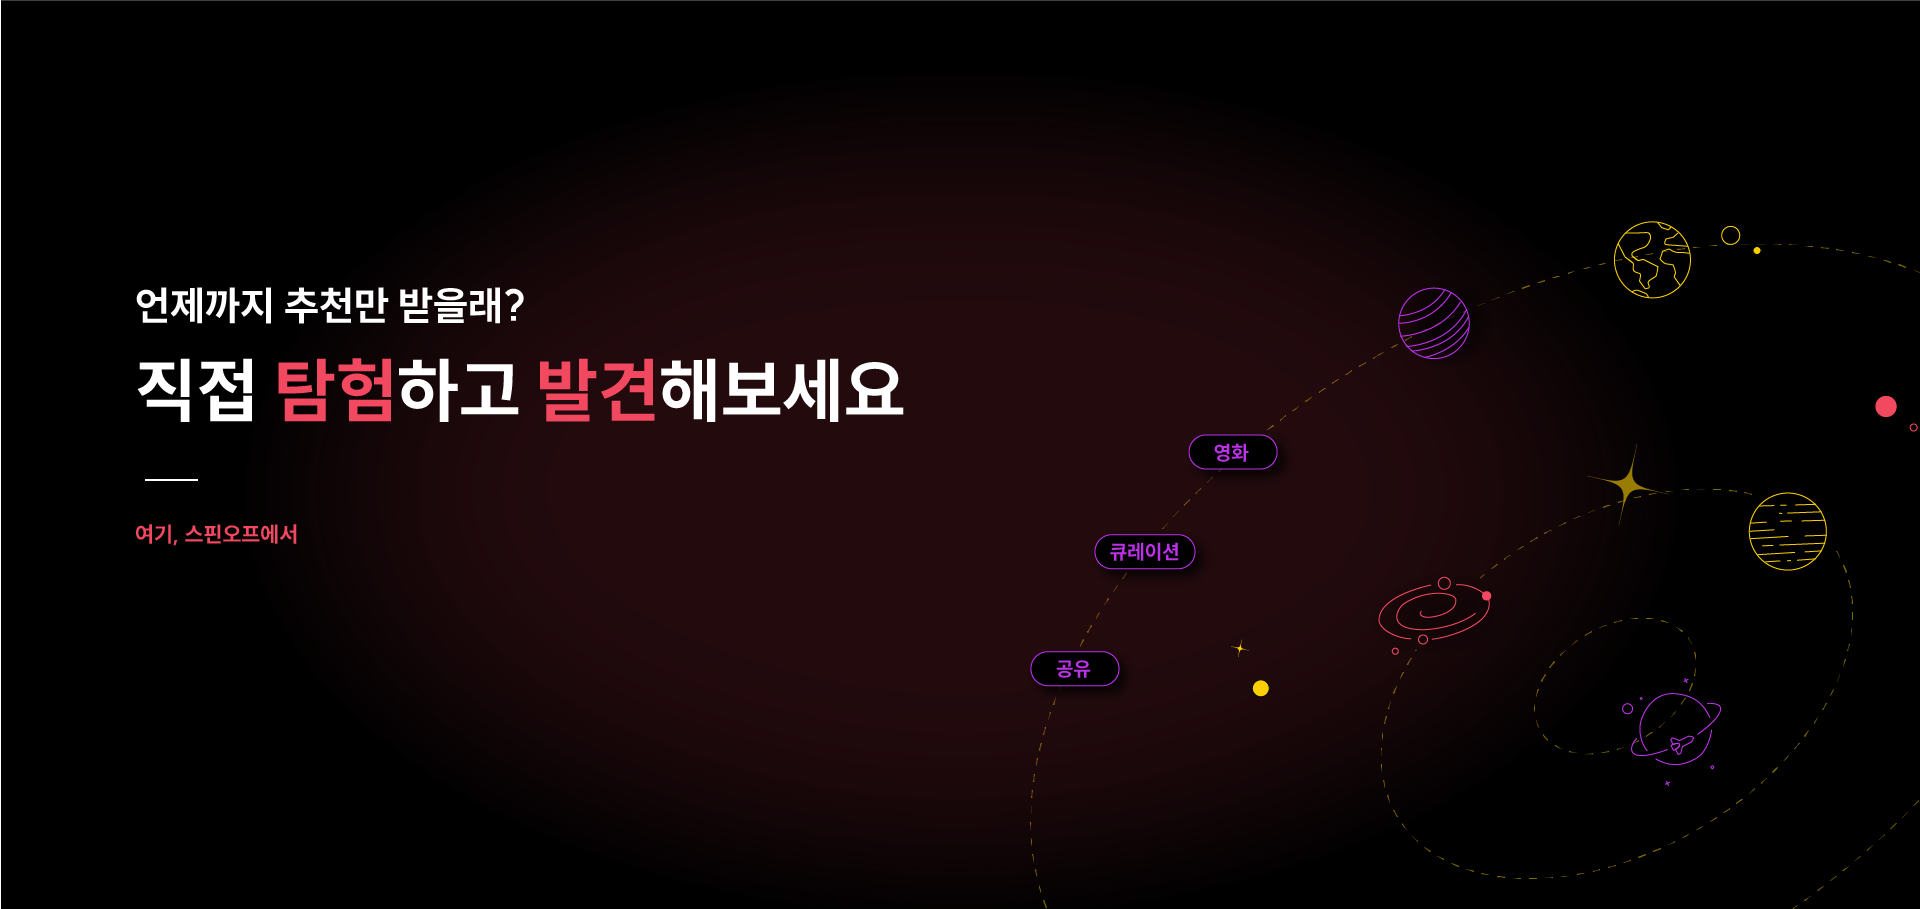 언제까지 추천만 받을래?
직접 탐험하고 발견해보세요
여기, 스핀오프에서
영화
큐레이션
공유